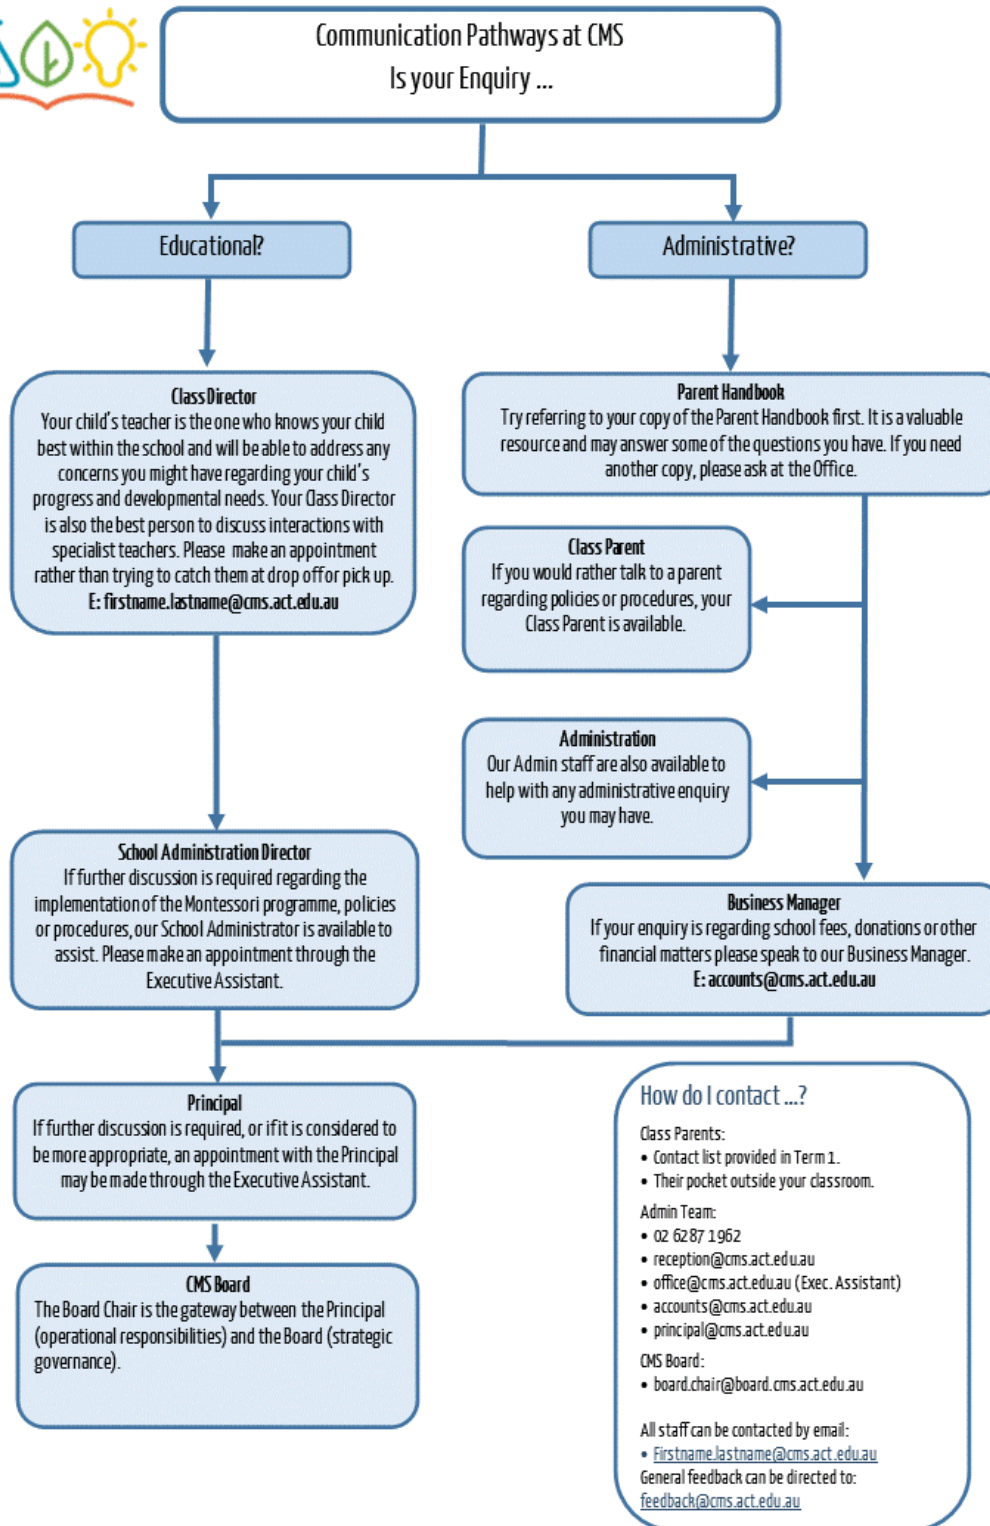 Communication Pathways at CMS
Is your Enquiry ...
Educational?
Administrative?
Class Director
Your child's teacher is the one who knows your child
best within the school and will be able to address any
concerns you might have regarding your child's
progress and developmental needs. Your Class Director
is also the best person to discuss interactions with
specialist teachers. Please make an appointment
rather than trying to catch them at drop off or pick up.
E: firstname.lastname@cms.act.edu.au
Parent Handbook
Try referring to your copy of the Parent Handbook first. It is a valuable
resource and may answer some of the questions you have. If you need
another copy, please ask at the Office.
Class Parent
If you would rather talk to a parent
regarding policies or procedures, your
Class Parent is available.
Administration
Our Admin staff are also available to
help with any administrative enquiry
you may have.
School Administration Director
If further discussion is required regarding the
implementation of the Montessori programme, policies
or procedures, our School Administrator is available to
assist. Please make an appointment through the
Executive Assistant.
Business Manager
If your enquiry is regarding school fees, donations or other
financial matters please speak to our Business Manager.
E: accounts@cms.act.edu.au
Principal
If further discussion is required, or if it is considered to
be more appropriate, an appointment with the Principal
may be made through the Executive Assistant.
CMS Board
The Board Chair is the gateway between the Principal
(operational responsibilities) and the Board (strategic
governance).
How do I contact ...?
Class Parents:
• Contact list provided in Term 1.
• Their pocket outside your classroom.
Admin Team:
• 02 6287 1962
• reception@cms.act.edu.au
• office@cms.act.edu.au (Exec. Assistant)
• accounts@cms.act.edu.au
• principal@cms.act.edu.au
CMS Board:
• board.chair@board.cms.act.edu.au
All staff can be contacted by email:
• Firstname.lastname@cms.act.edu.au
General feedback can be directed to:
feedback@cms.act.edu.au